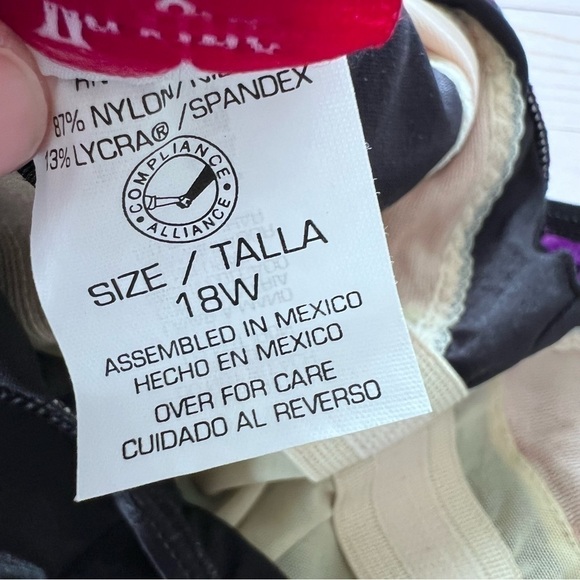 87% NYLON/
13% LYCRA® /SPANDEX
COMPLIANCE
ALLIANCE
SIZE / TALLA
18W
ASSEMBLED IN MEXICO
HECHO EN MEXICO
OVER FOR CARE
CUIDADO AL REVERSO